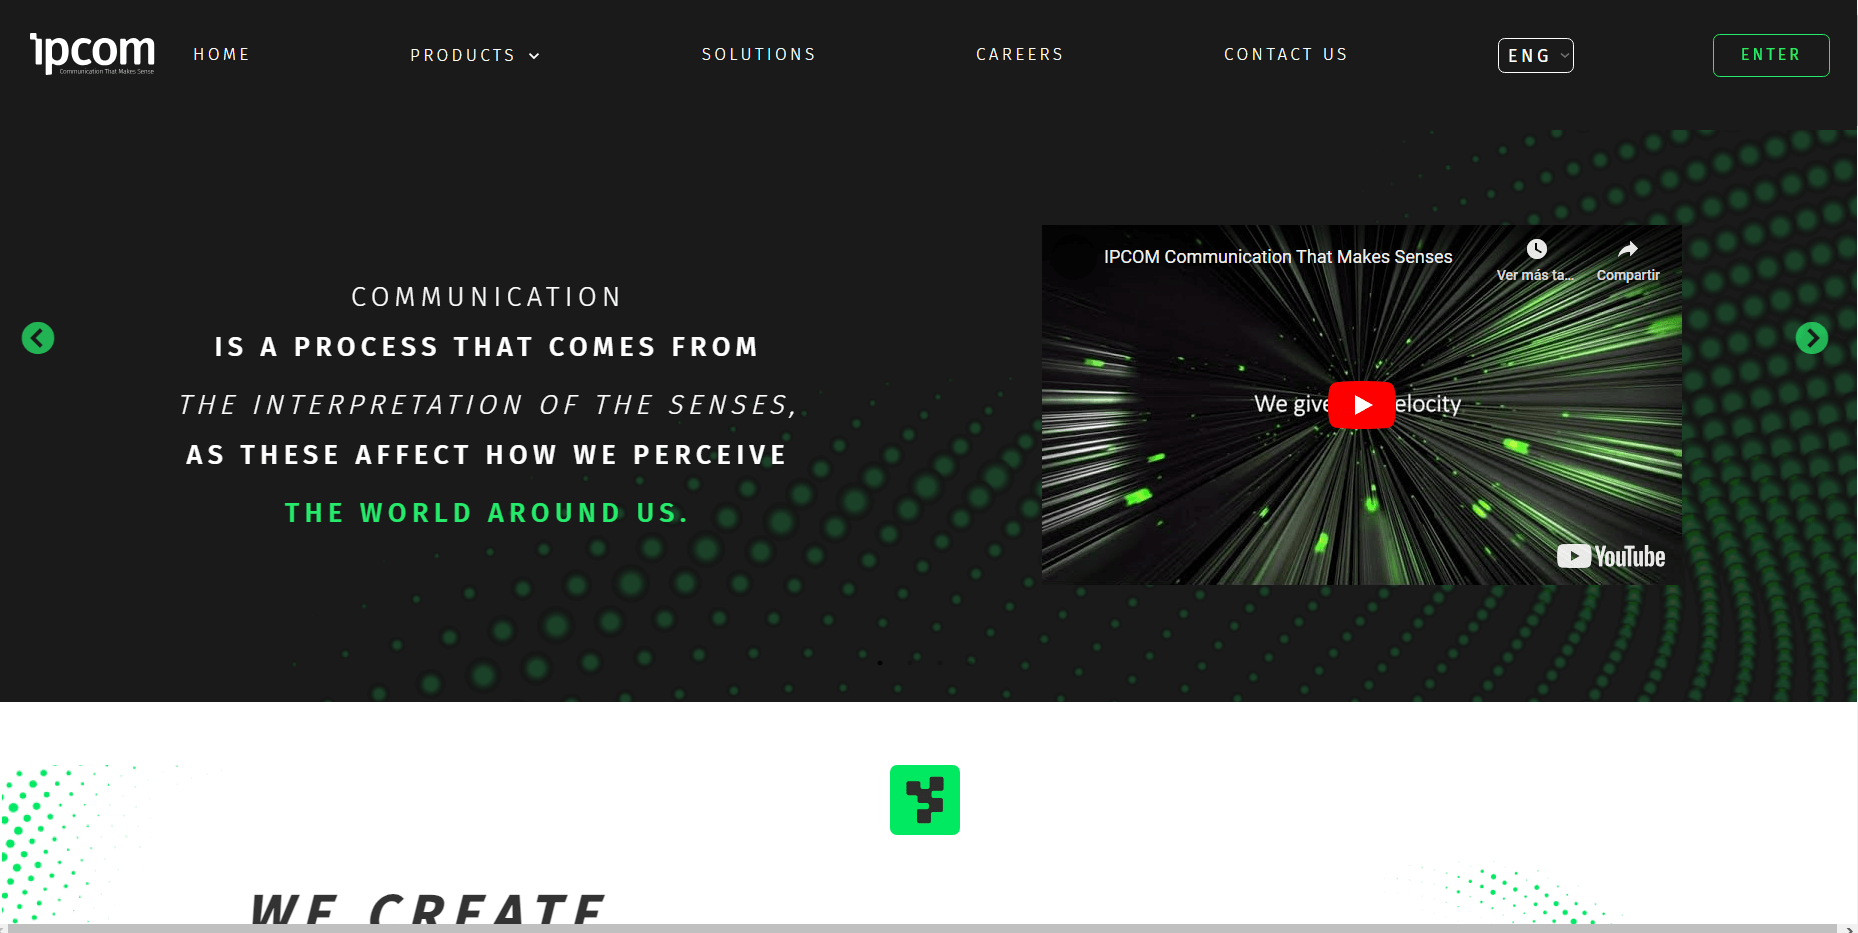 ipcom
Communication That Makes Sense
HOME
PRODUCTS
SOLUTIONS
CAREERS
CONTACT US
ENG
ENTER
COMMUNICATION
IS A PROCESS THAT COMES FROM
THE INTERPRETATION OF THE SENSES,
AS THESE AFFECT HOW WE PERCEIVE
THE WORLD AROUND US.
IPCOM Communication That Makes Senses
Ver más ta...
Compartir
We give elocity
YouTube
WE CREATE